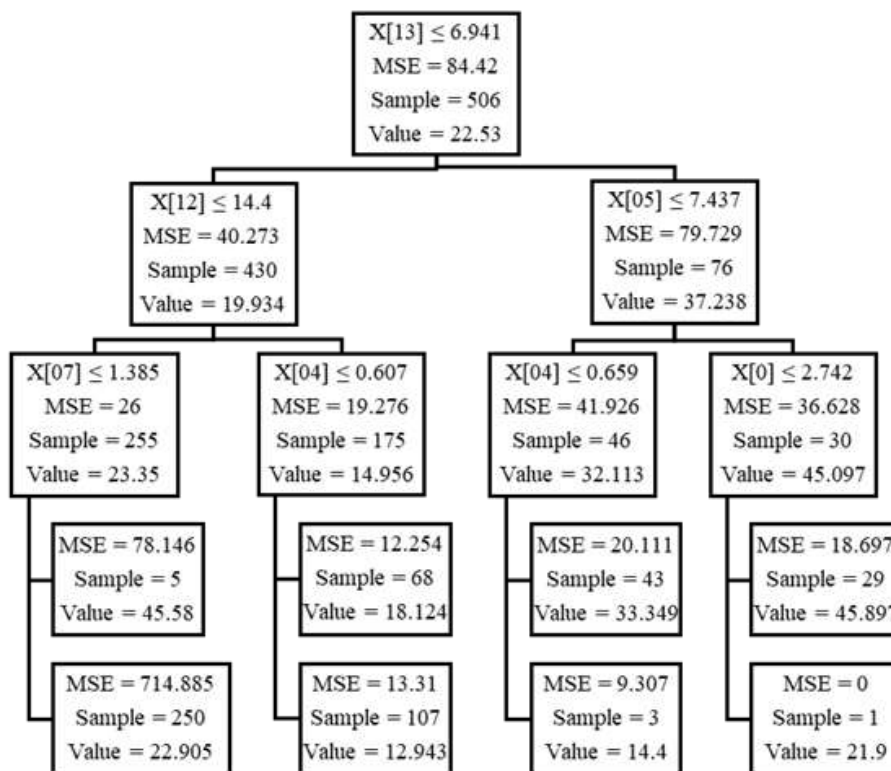 X[13] ≤ 6.941
MSE = 84.42
Sample = 506
Value = 22.53
X[12] ≤ 14.4
MSE = 40.273
Sample = 430
Value = 19.934
X[05] ≤ 7.437
MSE = 79.729
Sample = 76
Value = 37.238
X[07] ≤ 1.385
MSE = 26
Sample = 255
Value = 23.35
X[04] ≤ 0.607
MSE = 19.276
Sample = 175
Value = 14.956
X[04] ≤ 0.659
MSE = 41.926
Sample = 46
Value = 32.113
X[0] ≤ 2.742
MSE = 36.628
Sample = 30
Value = 45.097
MSE = 78.146
Sample = 5
Value = 45.58
MSE = 12.254
Sample = 68
Value = 18.124
MSE = 20.111
Sample = 43
Value = 33.349
MSE = 18.697
Sample = 29
Value = 45.897
MSE = 714.885
Sample = 250
Value = 22.905
MSE = 13.31
Sample = 107
Value = 12.943
MSE = 9.307
Sample = 3
Value = 14.4
MSE = 0
Sample = 1
Value = 21.9